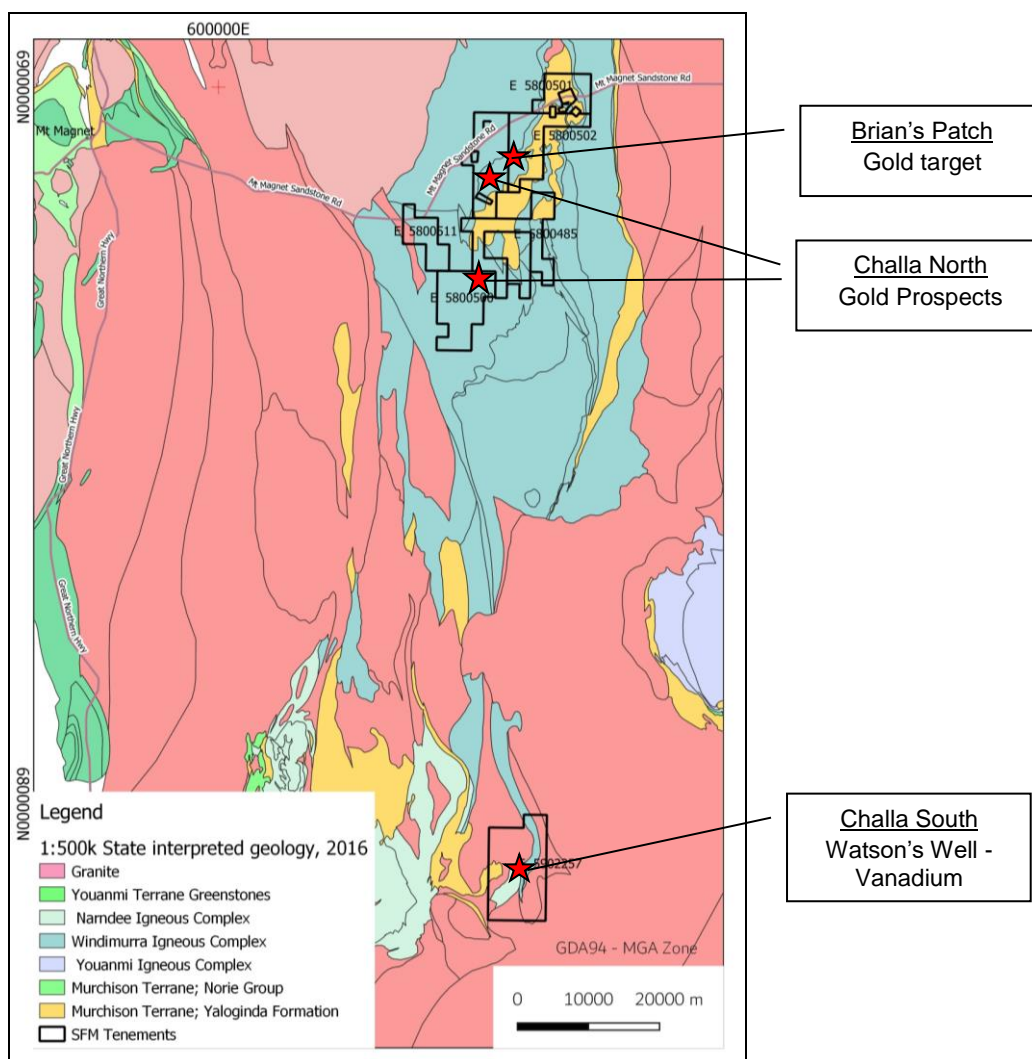 600000E
6900000N
E 5800501
Mt Magnet Sandstone Rd
E 5800502
Mt Magnet
Mt Magnet Sandstone Rd
Mt Magnet Sandstone Rd
E 5800511
E 5800485
E 5800500
Great Northern Hwy
Great Northern Hwy
Great Northern Hwy
6800000N
5902257
GDA94 - MGA Zone
0 10000 20000 m
Legend
1:500k State interpreted geology, 2016
Granite
Youanmi Terrane Greenstones
Narndee Igneous Complex
Windimurra Igneous Complex
Youanmi Igneous Complex
Murchison Terrane; Norie Group
Murchison Terrane; Yaloginda Formation
SFM Tenements
Brian's Patch
Gold target
Challa North
Gold Prospects
Challa South
Watson's Well -
Vanadium